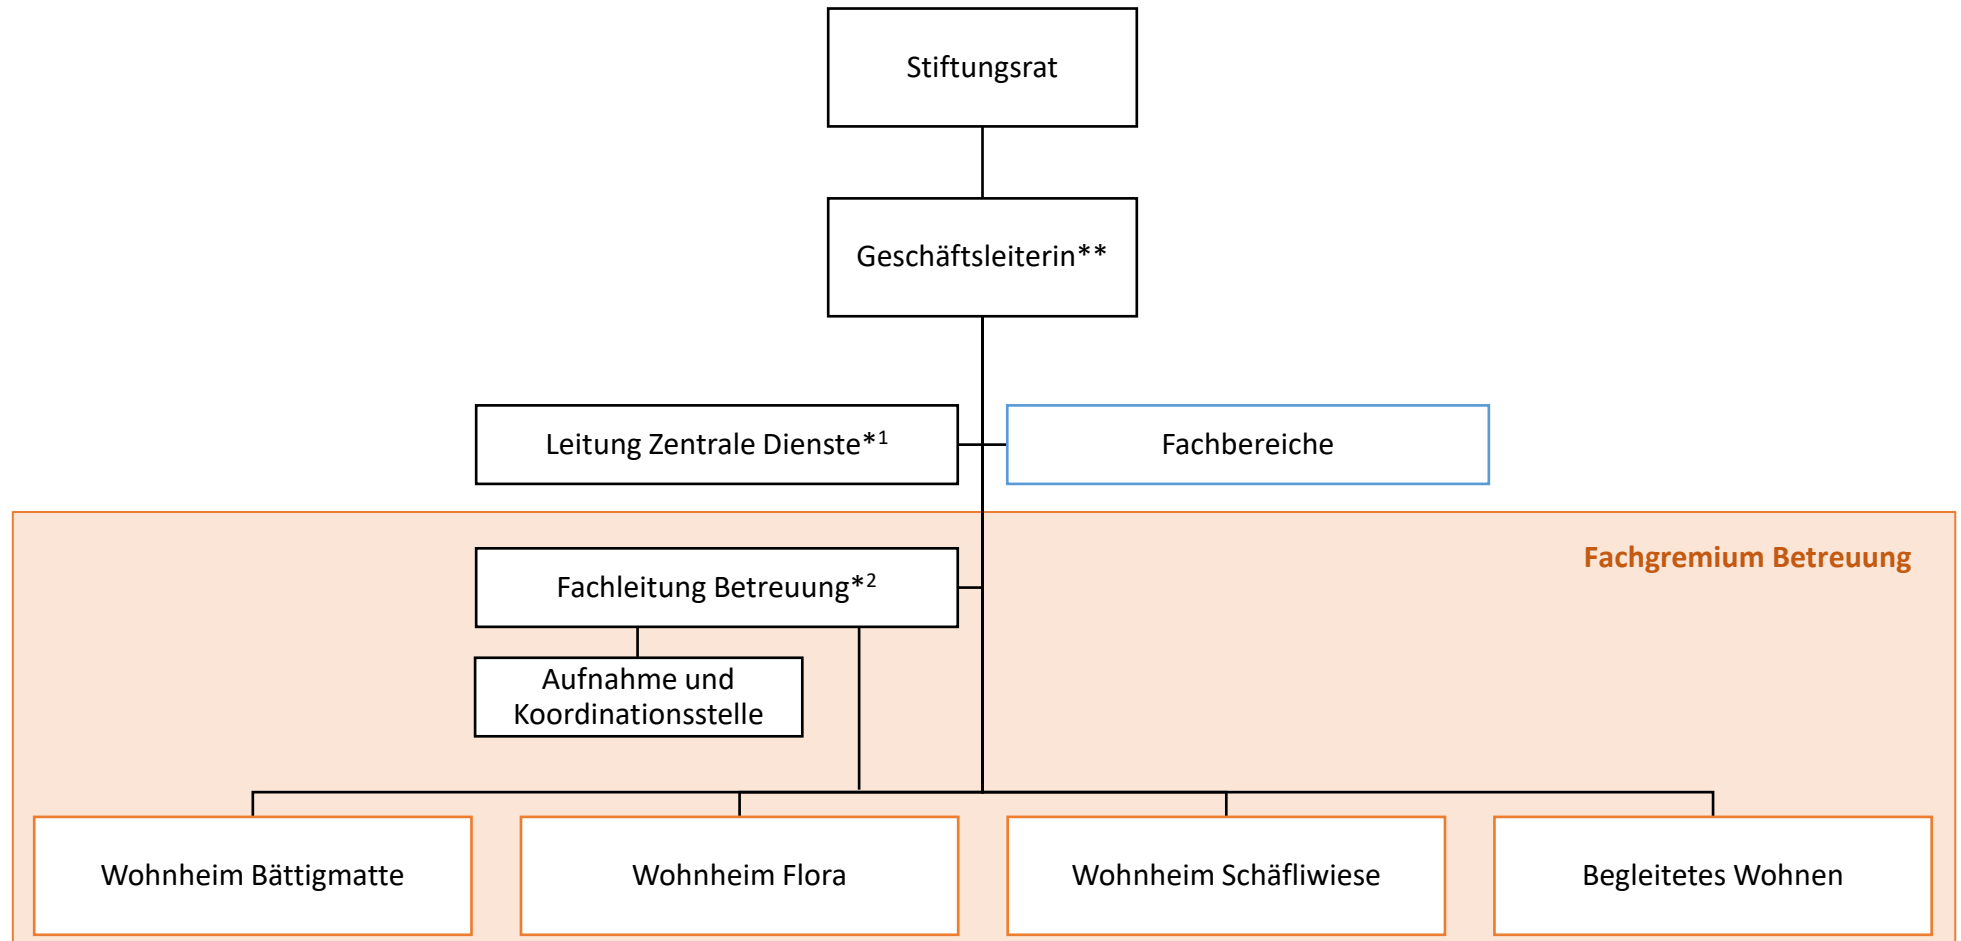 Stiftungsrat
Geschäftsleiterin**
Leitung Zentrale Dienste*1
Fachbereiche
Fachgremium Betreuung
Fachleitung Betreuung*2
Aufnahme und
Koordinationsstelle
Wohnheim Bättigmatte
Wohnheim Flora
Wohnheim Schäfliwiese
Begleitetes Wohnen